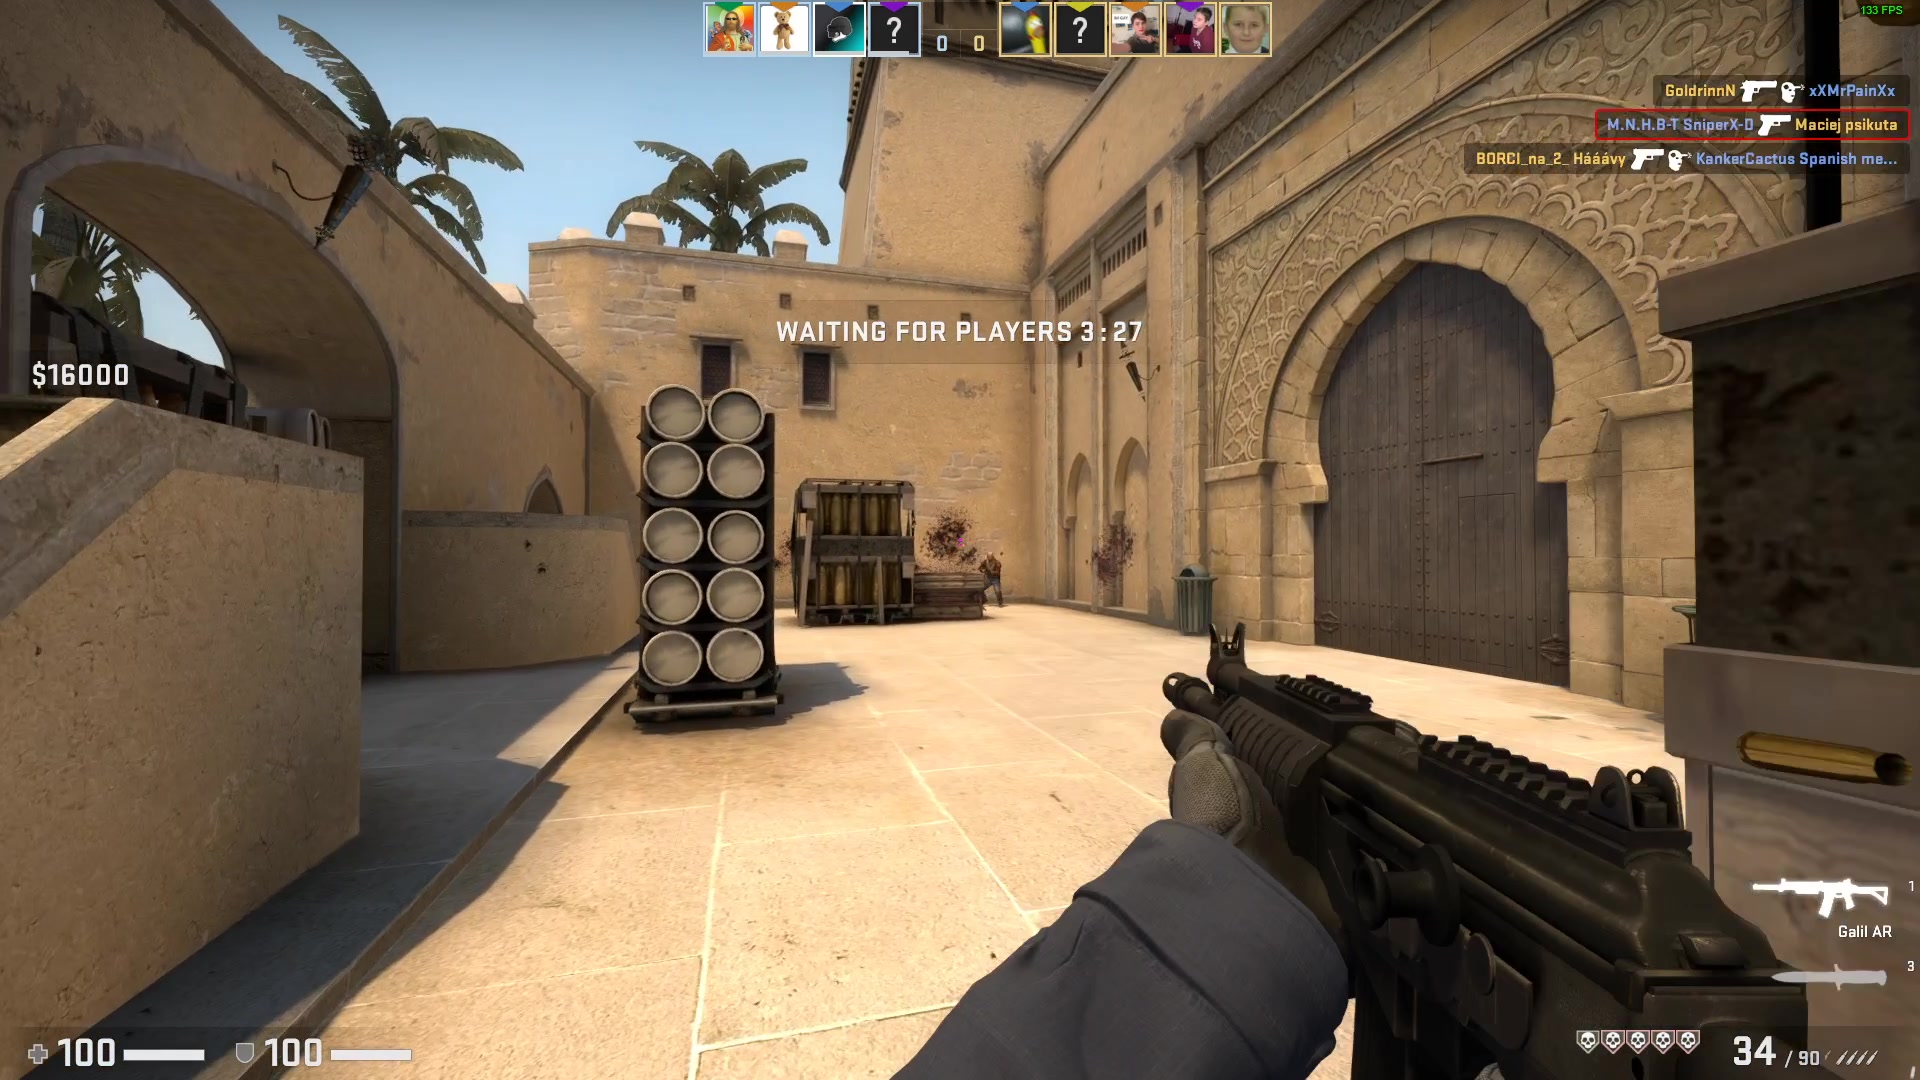 133 FPS
? 0 0 ?
GoldrinnN xXMrPainXx
M.N.H.B-T SniperX-D Maciej psikuta
BORCI_na_2_ Hááávy KankerCactus Spanish me...
WAITING FOR PLAYERS 3:27
$16000
1
Galil AR
3
100 100
34 / 90